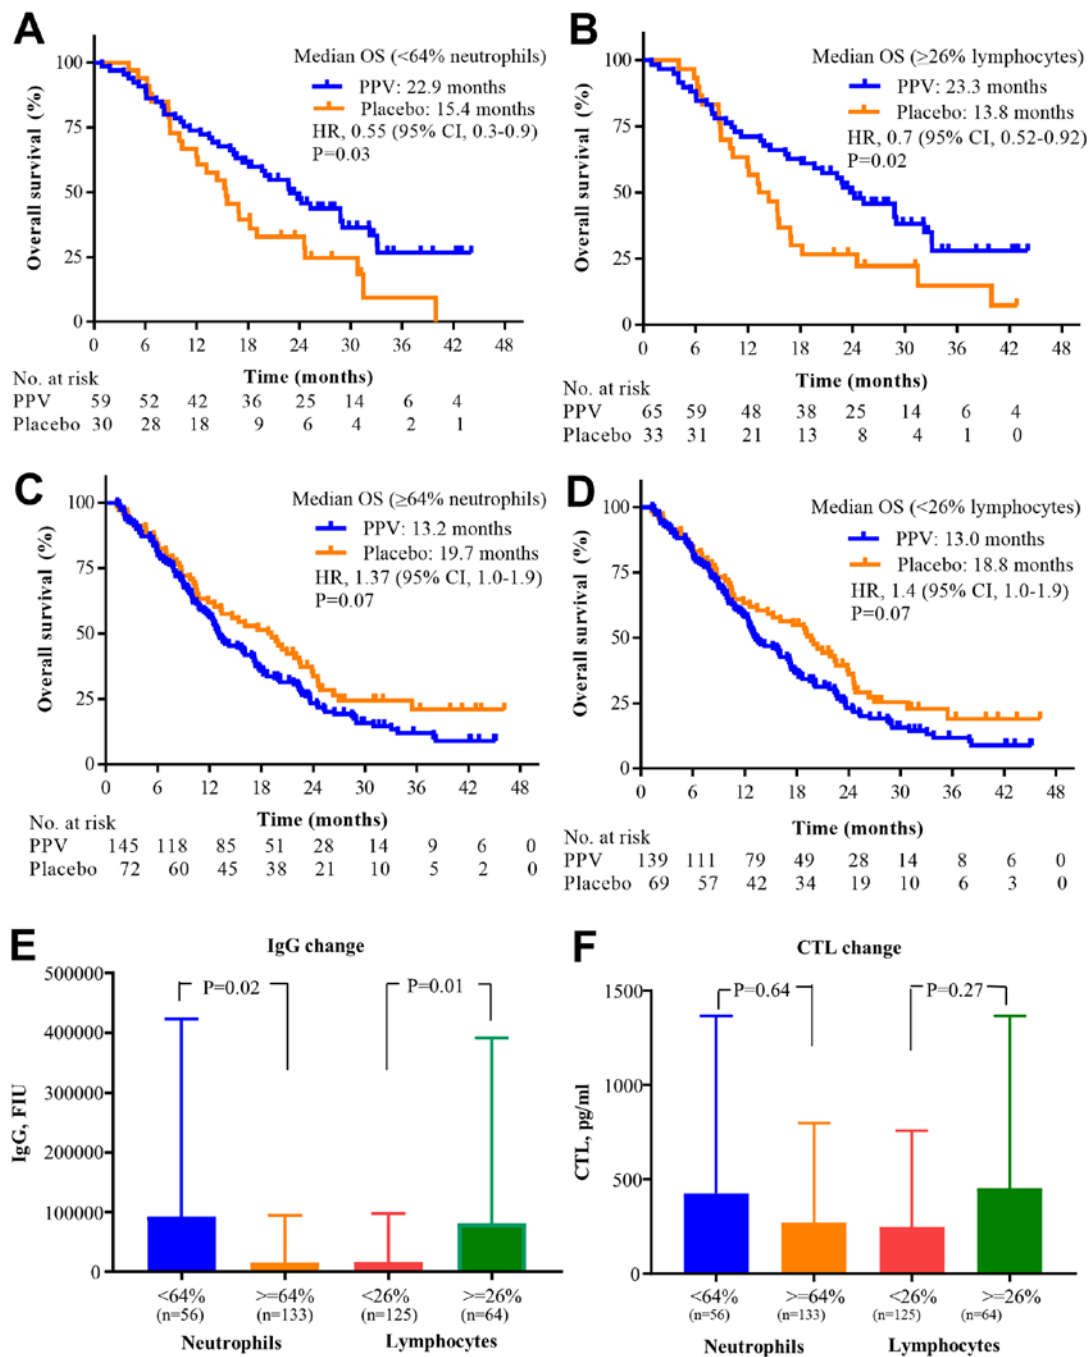 A
Median OS (<64% neutrophils)
PPV: 22.9 months
Placebo: 15.4 months
HR, 0.55 (95% CI, 0.3-0.9)
P=0.03
Overall survival (%)
100
75
50
25
0
0 6 12 18 24 30 36 42 48
Time (months)
No. at risk
PPV 59 52 42 36 25 14 6 4
Placebo 30 28 18 9 6 4 2 1
B
Median OS (≥26% lymphocytes)
PPV: 23.3 months
Placebo: 13.8 months
HR, 0.7 (95% CI, 0.52-0.92)
P=0.02
Overall survival (%)
100
75
50
25
0
0 6 12 18 24 30 36 42 48
Time (months)
No. at risk
PPV 65 59 48 38 25 14 6 4
Placebo 33 31 21 13 8 4 1 0
C
Median OS (≥64% neutrophils)
PPV: 13.2 months
Placebo: 19.7 months
HR, 1.37 (95% CI, 1.0-1.9)
P=0.07
Overall survival (%)
100
75
50
25
0
0 6 12 18 24 30 36 42 48
Time (months)
No. at risk
PPV 145 118 85 51 28 14 9 6 0
Placebo 72 60 45 38 21 10 5 2 0
D
Median OS (<26% lymphocytes)
PPV: 13.0 months
Placebo: 18.8 months
HR, 1.4 (95% CI, 1.0-1.9)
P=0.07
Overall survival (%)
100
75
50
25
0
0 6 12 18 24 30 36 42 48
Time (months)
No. at risk
PPV 139 111 79 49 28 14 8 6 0
Placebo 69 57 42 34 19 10 6 3 0
E
IgG change
IgG, FIU
500000
400000
300000
200000
100000
0
P=0.02 P=0.01
<64% >=64% <26% >=26%
(n=56) (n=133) (n=125) (n=64)
Neutrophils Lymphocytes
F
CTL change
CTL, pg/ml
1500
1000
500
0
P=0.64 P=0.27
<64% >=64% <26% >=26%
(n=56) (n=133) (n=125) (n=64)
Neutrophils Lymphocytes